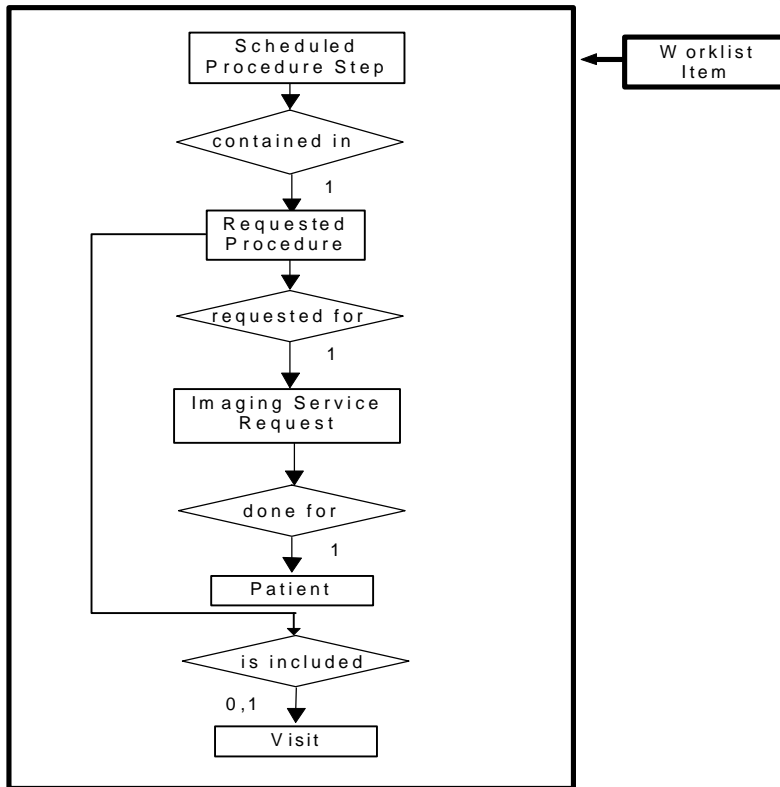 Scheduled
Procedure Step
Worklist
Item
contained in
1
Requested
Procedure
requested for
1
Imaging Service
Request
done for
1
Patient
is included
0,1
Visit